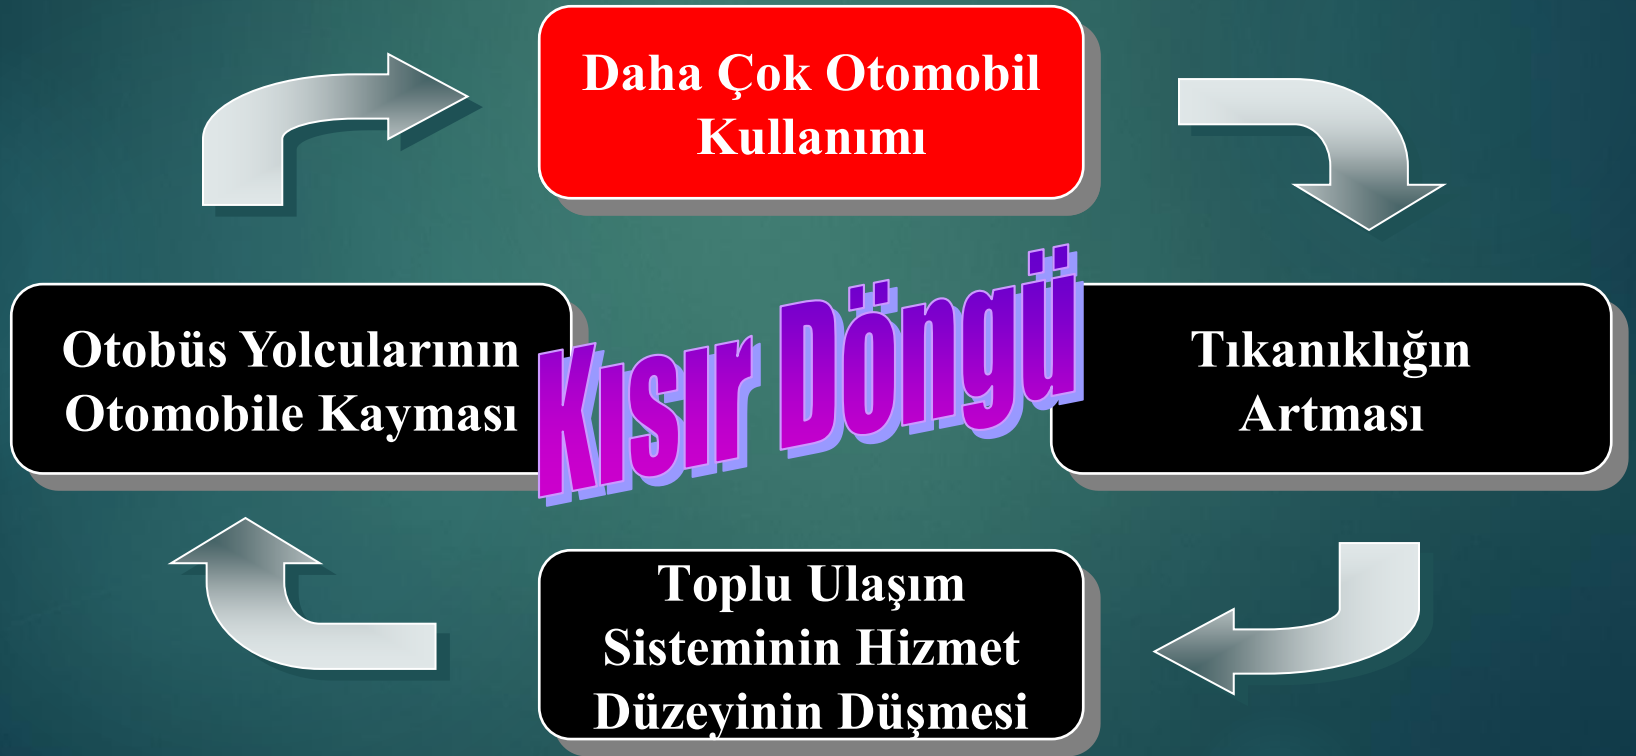 Daha Çok Otomobil
Kullanımı
Otobüs Yolcularının
Otomobile Kayması
Kısır Döngü
Tıkanıklığın
Artması
Toplu Ulaşım
Sisteminin Hizmet
Düzeyinin Düşmesi